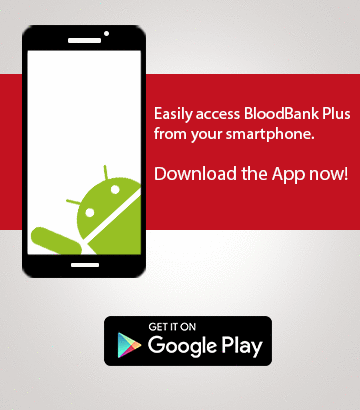 Easily access BloodBank Plus
from your smartphone.
Download the App now!
GET IT ON
Google Play